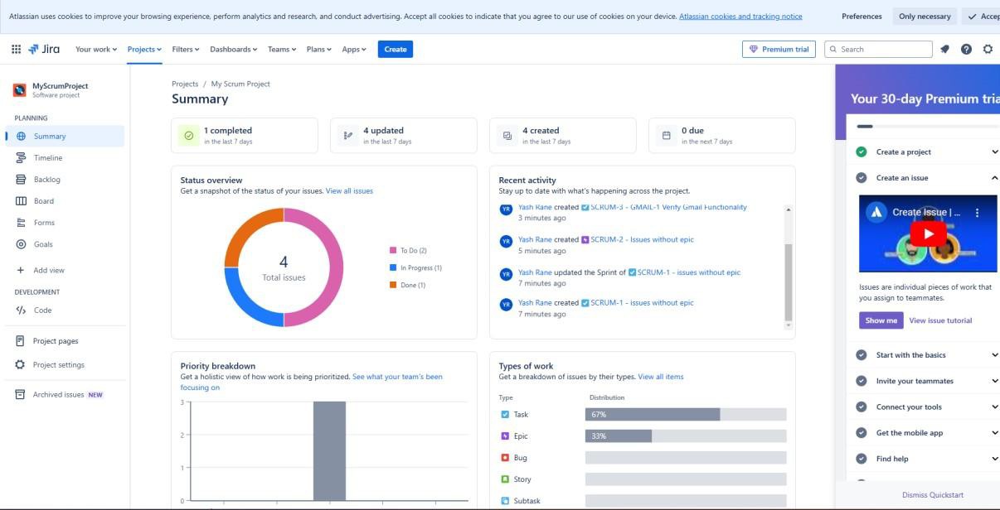 Atlassian uses cookies to improve your browsing experience, perform analytics and research, and conduct advertising. Accept all cookies to indicate that you agree to our use of cookies on your device. Atlassian cookies and tracking notice
Preferences
Only necessary
Jira
Your work
Projects
Filters
Dashboards
Teams
Plans
Apps
Create
Premium trial
Search
MyScrumProject
Software project
PLANNING
Summary
Timeline
Backlog
Board
Forms
Goals
Add view
DEVELOPMENT
Code
Project pages
Project settings
Archived issues NEW
Projects / My Scrum Project
Summary
1 completed
in the last 7 days
4 updated
in the last 7 days
4 created
in the last 7 days
0 due
in the next 7 days
Status overview
Get a snapshot of the status of your issues. View all issues
4
Total issues
To Do (2)
In Progress (1)
Done (1)
Recent activity
Stay up to date with what's happening across the project.
YR Yash Rane created SCRUM-3 - GMAIL-1 Verify Gmail Functionality
3 minutes ago
YR Yash Rane created SCRUM-2 - Issues without epic
5 minutes ago
YR Yash Rane updated the Sprint of SCRUM-1 - issues without epic
7 minutes ago
YR Yash Rane created SCRUM-1 - issues without epic
7 minutes ago
Priority breakdown
Get a holistic view of how work is being prioritized. See what your team's been
focusing on
3
2
1
0
Types of work
Get a breakdown of issues by their types. View all items
Type Distribution
Task 67%
Epic 33%
Bug
Story
Subtask
Your 30-day Premium
Create a project
Create an issue
Create Issue | ...
Issues are individual pieces of work that
you assign to teammates.
Show me
View issue tutorial
Start with the basics
Invite your teammates
Connect your tools
Get the mobile app
Find help
Dismiss Quickstart